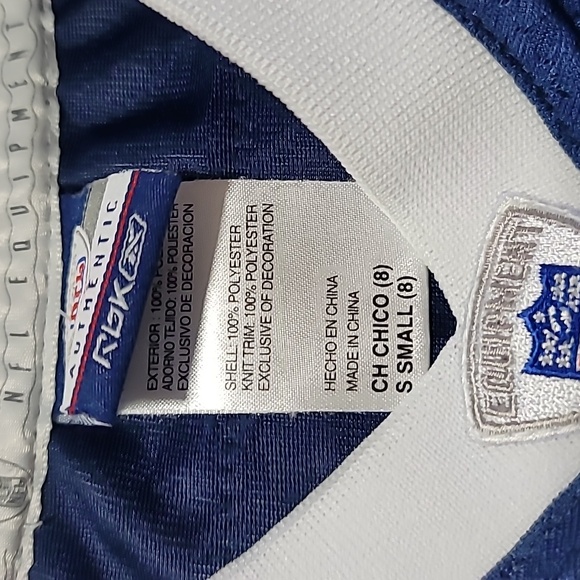 NFL EQUIPMENT
AUTHENTIC
RbK
EXTERIOR : 100%
ADORNO TEJIDO: 100% POLIESTER
EXCLUSIVO DE DECORACION
SHELL: 100% POLYESTER
KNIT TRIM: 100% POLYESTER
EXCLUSIVE OF DECORATION
HECHO EN CHINA
MADE IN CHINA
CH CHICO (8)
S SMALL (8)
EQUIPMENT